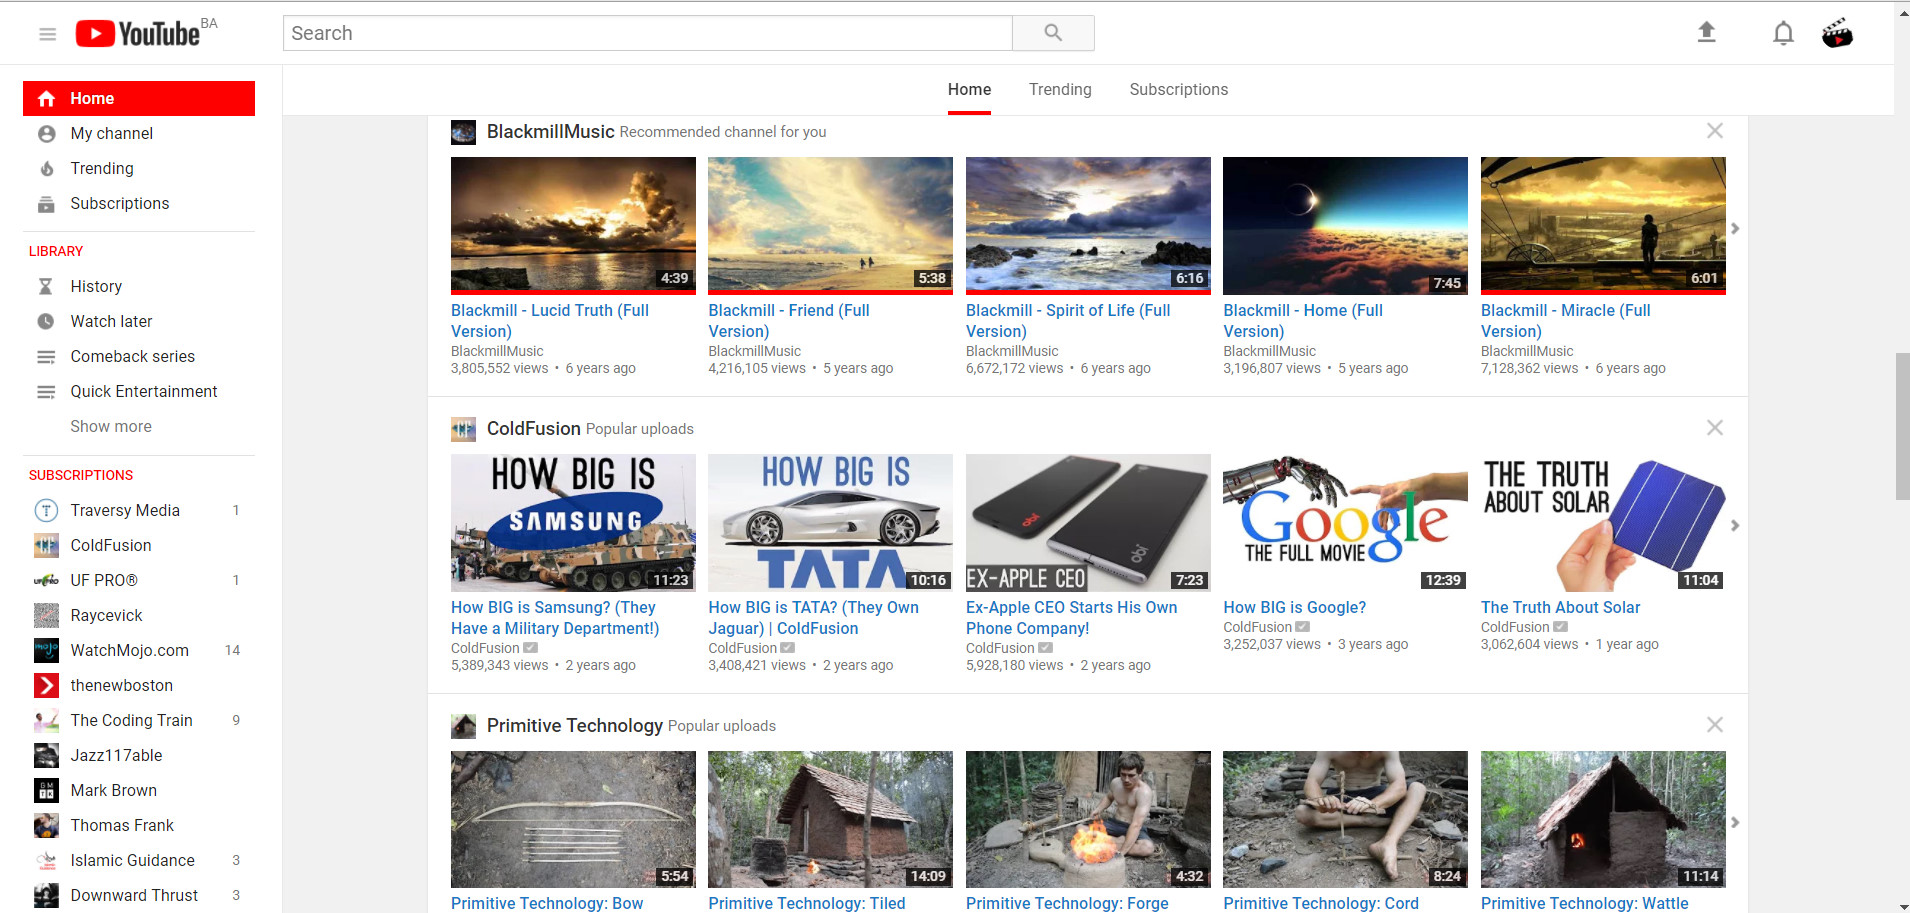 YouTube BA
Search
Home
My channel
Trending
Subscriptions
LIBRARY
History
Watch later
Comeback series
Quick Entertainment
Show more
SUBSCRIPTIONS
Traversy Media 1
ColdFusion
UF PRO® 1
Raycevick
WatchMojo.com 14
thenewboston
The Coding Train 9
Jazz117able
Mark Brown
Thomas Frank
Islamic Guidance 3
Downward Thrust 3
Home Trending Subscriptions
BlackmillMusic Recommended channel for you
4:39
Blackmill - Lucid Truth (Full
Version)
BlackmillMusic
3,805,552 views • 6 years ago
5:38
Blackmill - Friend (Full
Version)
BlackmillMusic
4,216,105 views • 5 years ago
6:16
Blackmill - Spirit of Life (Full
Version)
BlackmillMusic
6,672,172 views • 6 years ago
7:45
Blackmill - Home (Full
Version)
BlackmillMusic
3,196,807 views • 5 years ago
6:01
Blackmill - Miracle (Full
Version)
BlackmillMusic
7,128,362 views • 6 years ago
ColdFusion Popular uploads
HOW BIG IS
SAMSUNG
11:23
How BIG is Samsung? (They
Have a Military Department!)
ColdFusion
5,389,343 views • 2 years ago
HOW BIG IS
TATA
10:16
How BIG is TATA? (They Own
Jaguar) | ColdFusion
ColdFusion
3,408,421 views • 2 years ago
obi
obi
EX-APPLE CEO
7:23
Ex-Apple CEO Starts His Own
Phone Company!
ColdFusion
5,928,180 views • 2 years ago
Google
THE FULL MOVIE
12:39
How BIG is Google?
ColdFusion
3,252,037 views • 3 years ago
THE TRUTH
ABOUT SOLAR
11:04
The Truth About Solar
ColdFusion
3,062,604 views • 1 year ago
Primitive Technology Popular uploads
5:54
Primitive Technology: Bow
14:09
Primitive Technology: Tiled
4:32
Primitive Technology: Forge
8:24
Primitive Technology: Cord
11:14
Primitive Technology: Wattle